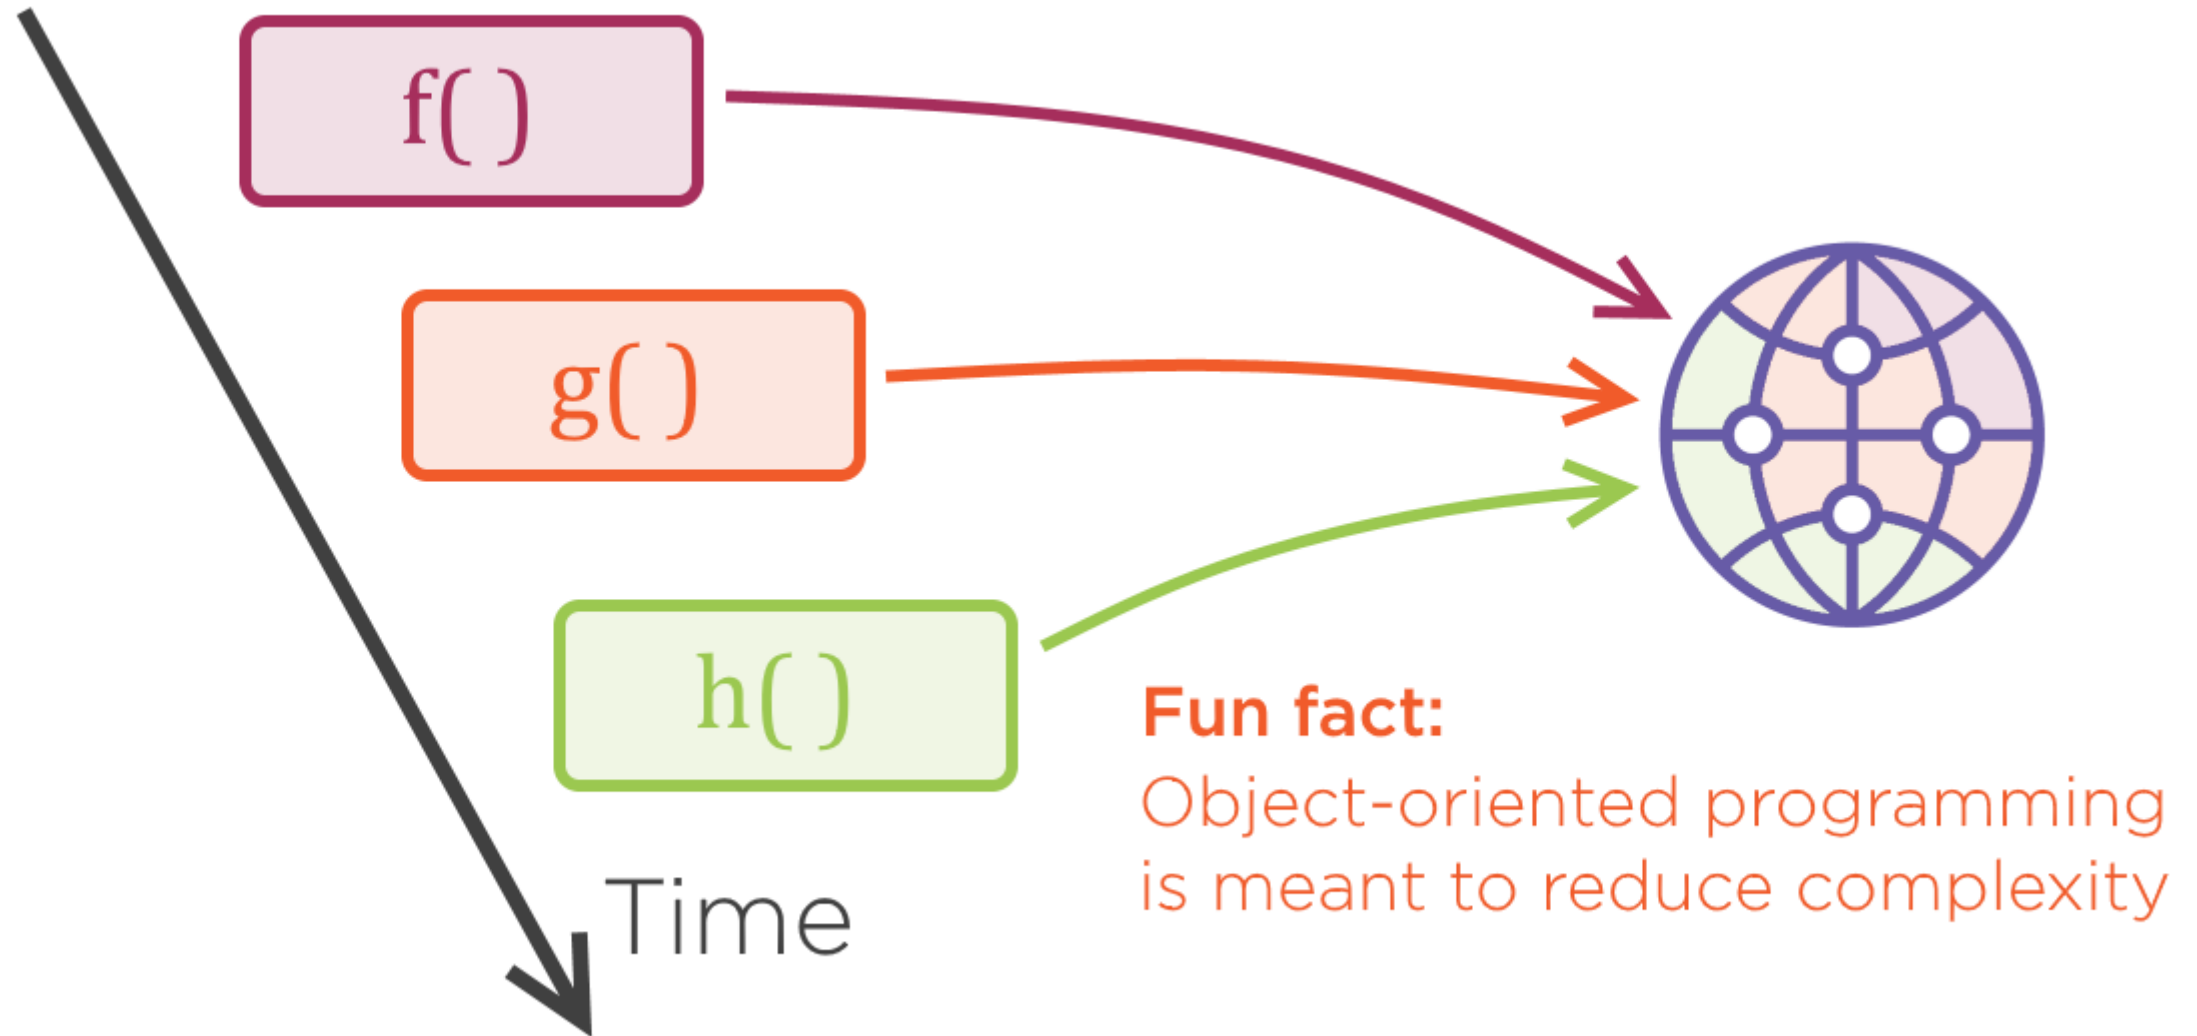 f( )
g( )
h( )
Fun fact:
Object-oriented programming
is meant to reduce complexity
Time